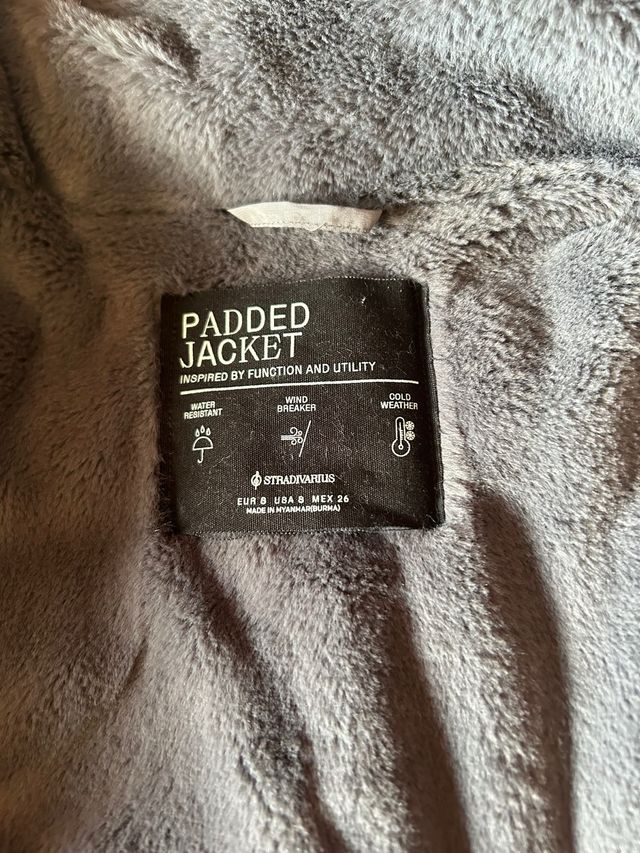 PADDED
JACKET
INSPIRED BY FUNCTION AND UTILITY
WATER
RESISTANT
WIND
BREAKER
COLD
WEATHER
STRADIVARIUS
EUR S USA S MEX 26
MADE IN MYANMAR(BURMA)